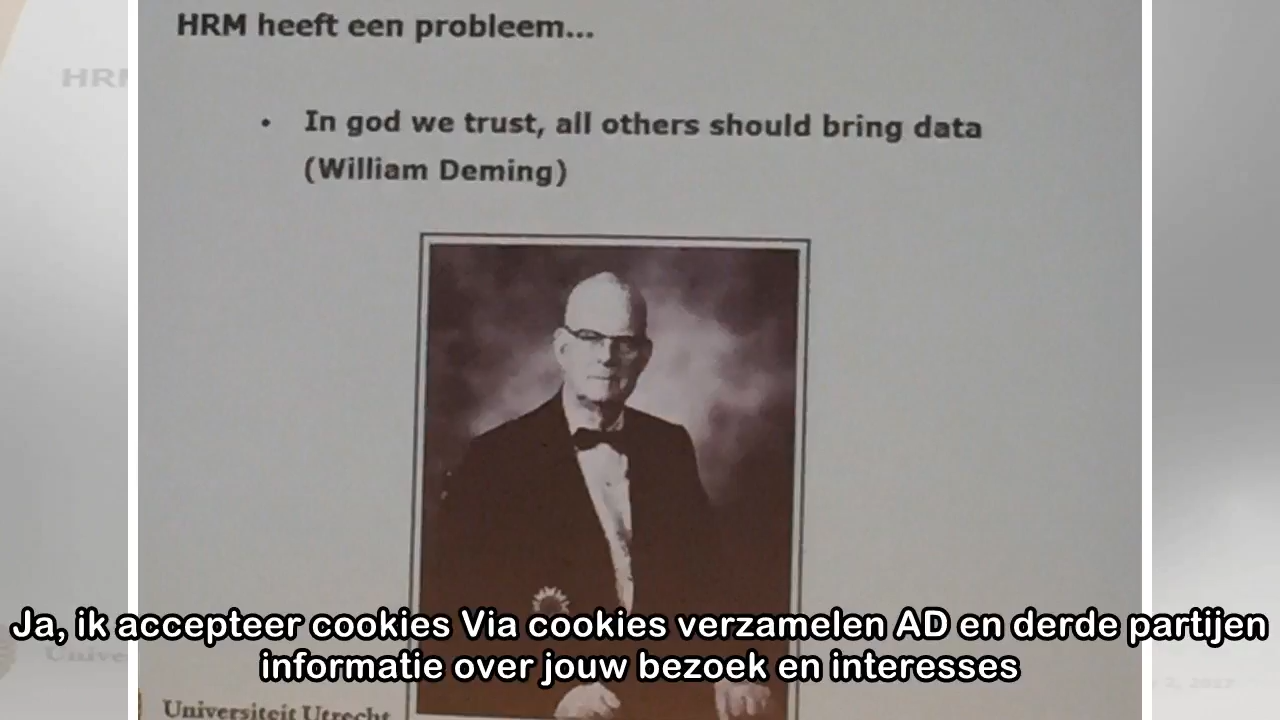 HRM heeft een probleem...
• In god we trust, all others should bring data
(William Deming)
Ja, ik accepteer cookies Via cookies verzamelen AD en derde partijen
informatie over jouw bezoek en interesses
Universiteit Utrecht